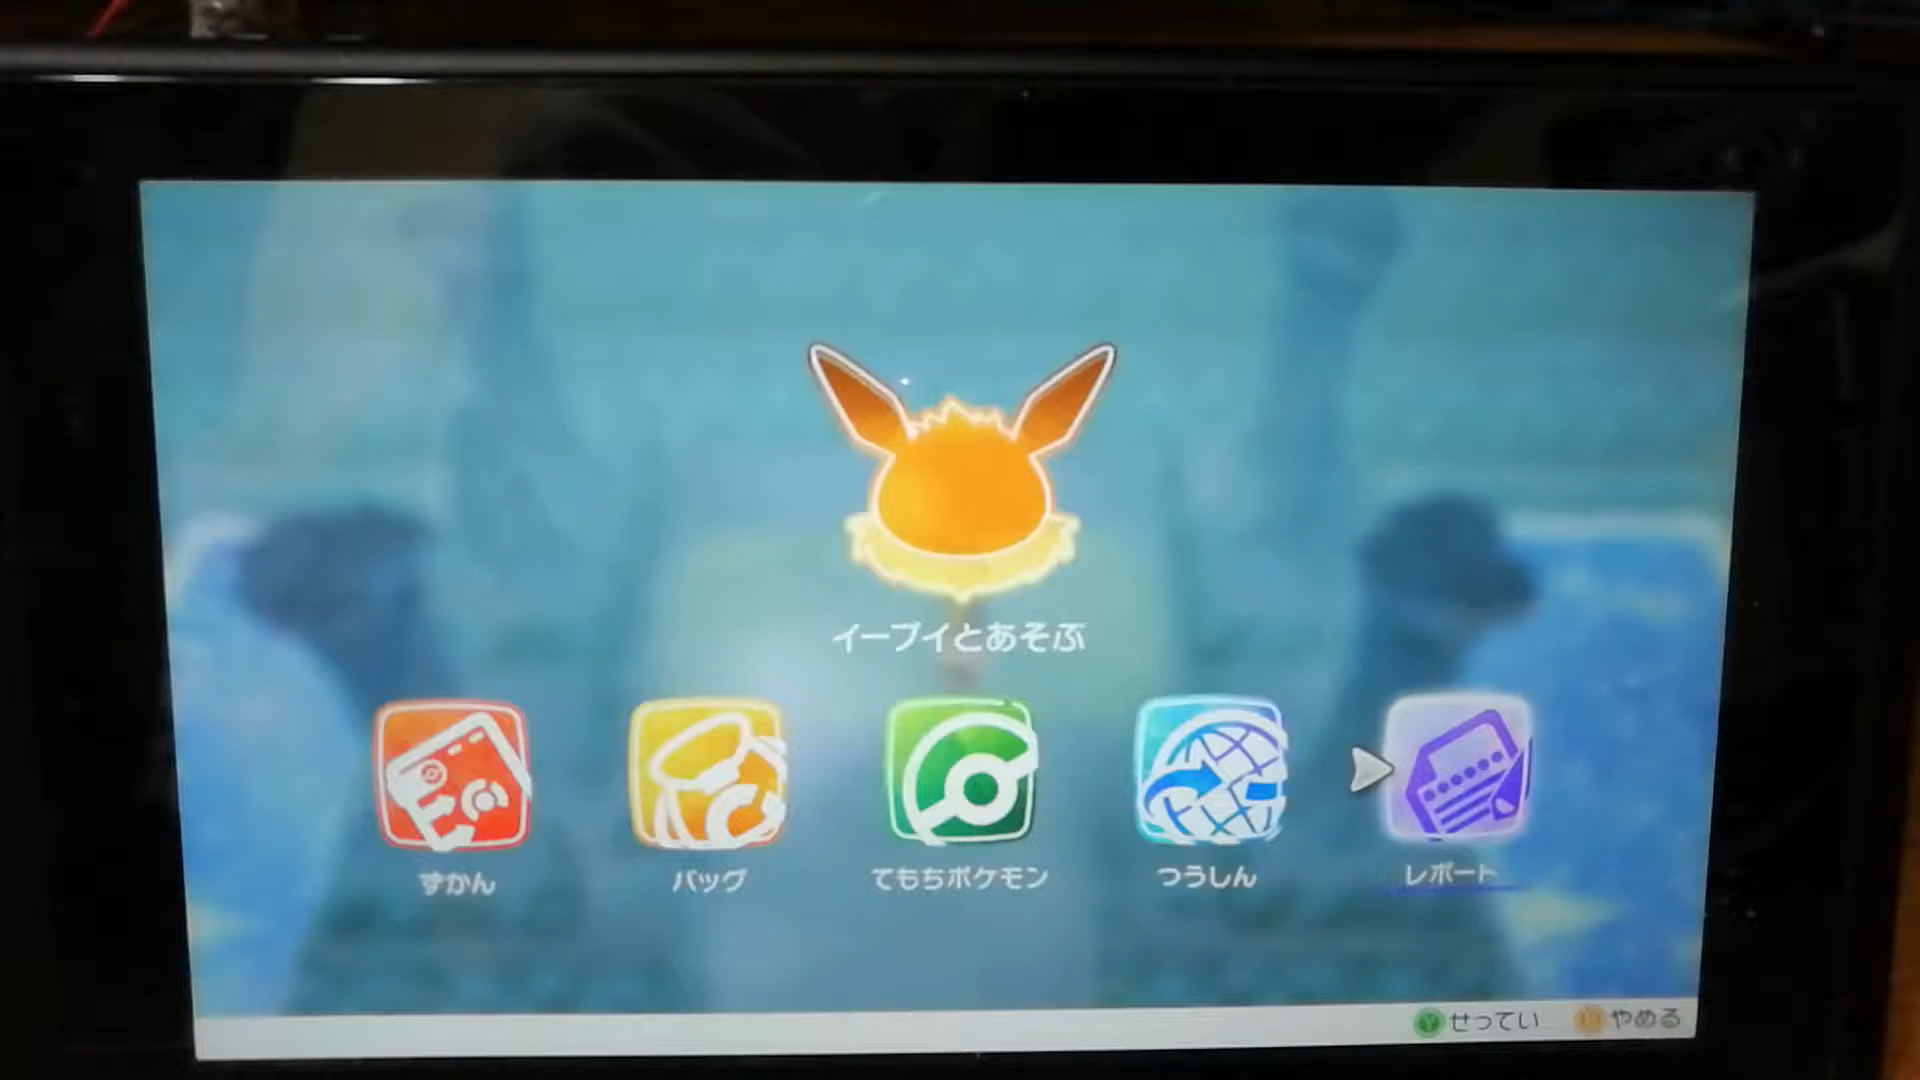 イーブイとあそぶ
ずかん
バッグ
てもちポケモン
つうしん
レポート
Y せってい
B やめる